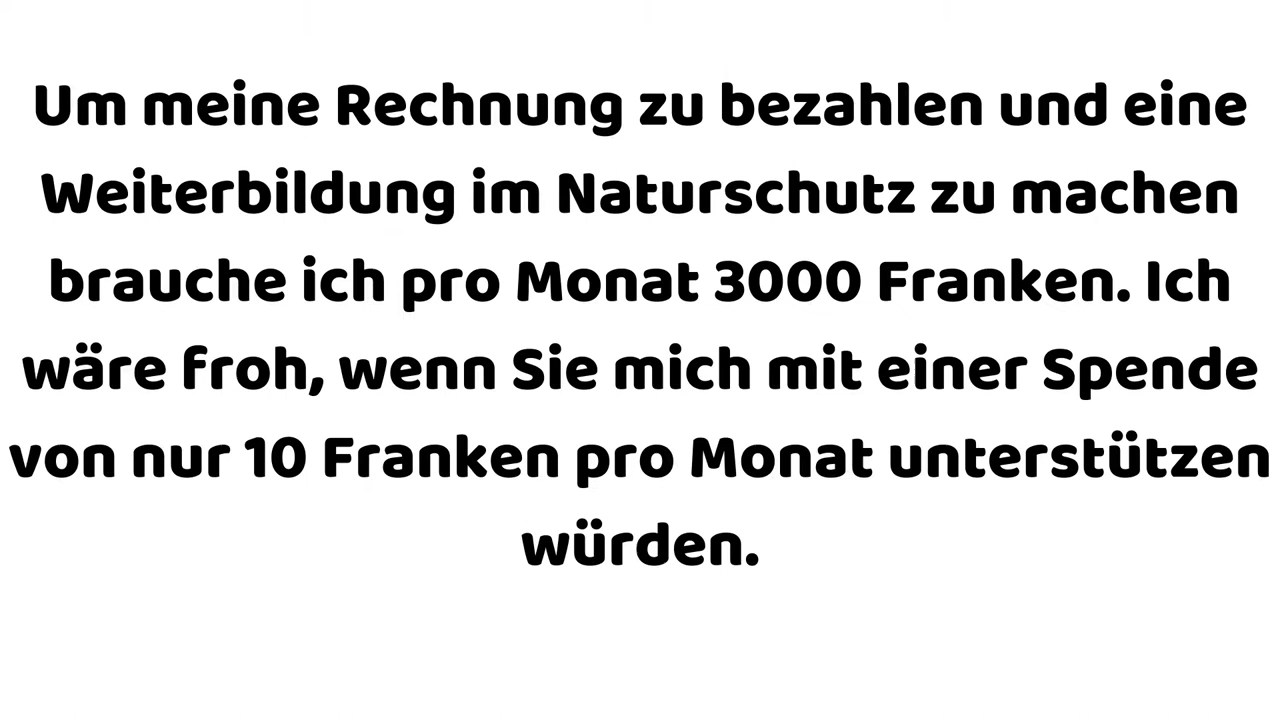 Um meine Rechnung zu bezahlen und eine
Weiterbildung im Naturschutz zu machen
brauche ich pro Monat 3000 Franken. Ich
wäre froh, wenn Sie mich mit einer Spende
von nur 10 Franken pro Monat unterstützen
würden.